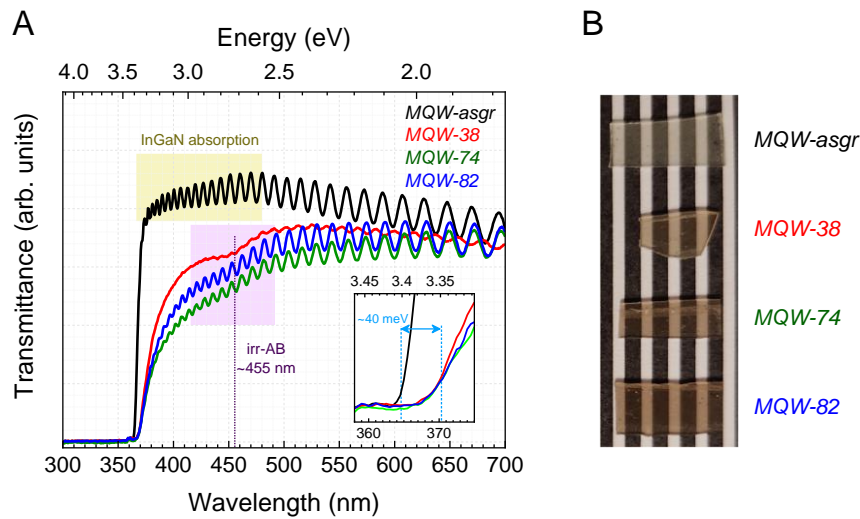 A
B
Energy (eV)
4.0 3.5 3.0 2.5 2.0
Transmittance (arb. units)
InGaN absorption
MQW-asgr
MQW-38
MQW-74
MQW-82
irr-AB
~455 nm
3.45 3.4 3.35
~40 meV
360 370
300 350 400 450 500 550 600 650 700
Wavelength (nm)
MQW-asgr
MQW-38
MQW-74
MQW-82